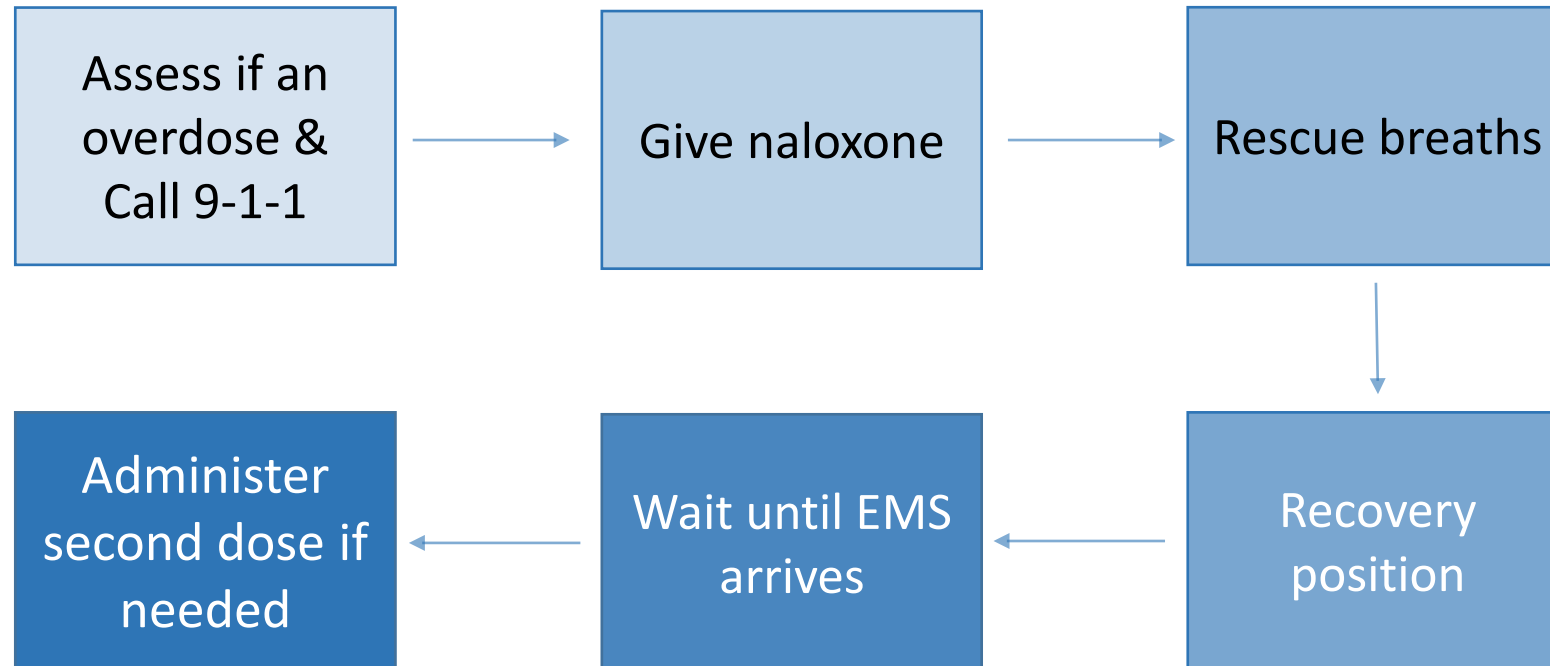 Assess if an
overdose &
Call 9-1-1
Give naloxone
Rescue breaths
Recovery
position
Wait until EMS
arrives
Administer
second dose if
needed